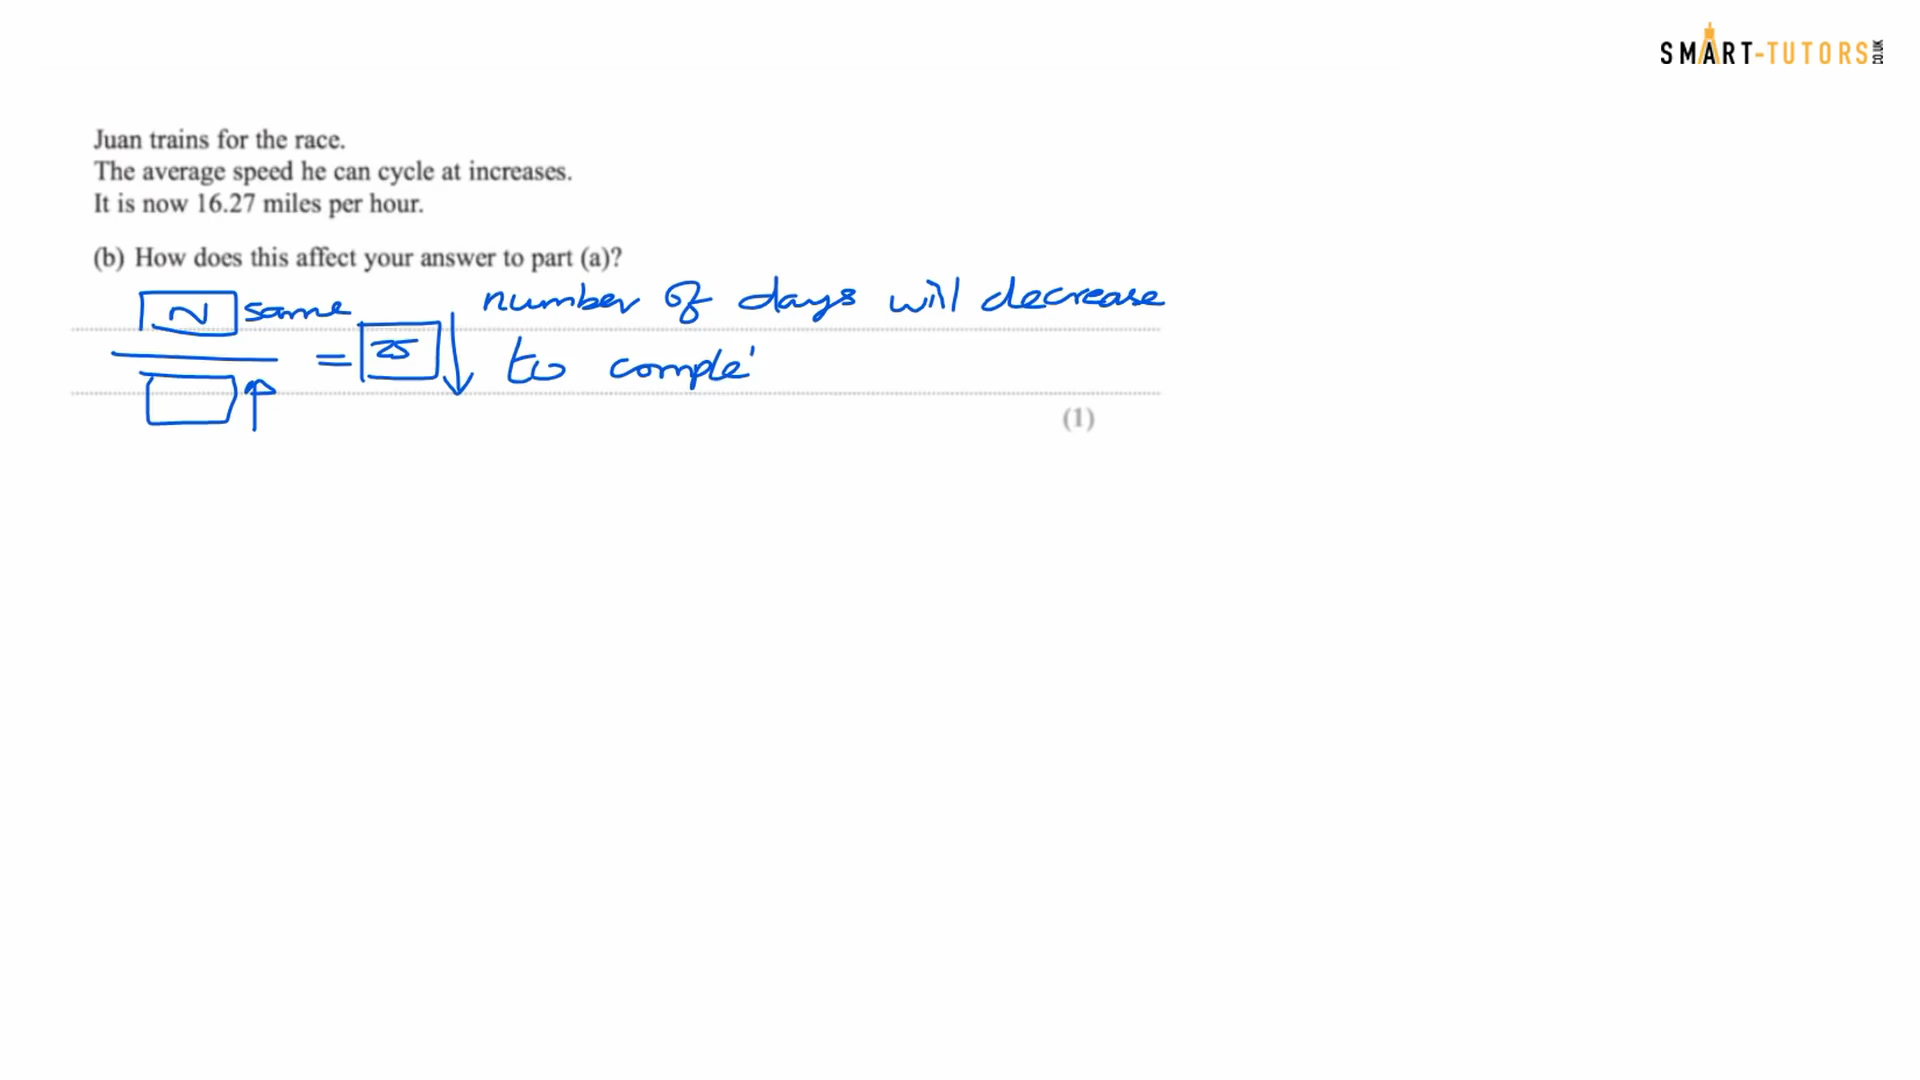 SMART-TUTORS.CO.UK
Juan trains for the race.
The average speed he can cycle at increases.
It is now 16.27 miles per hour.
(b) How does this affect your answer to part (a)?
N same
= 25
number of days will decrease
to comple
(1)